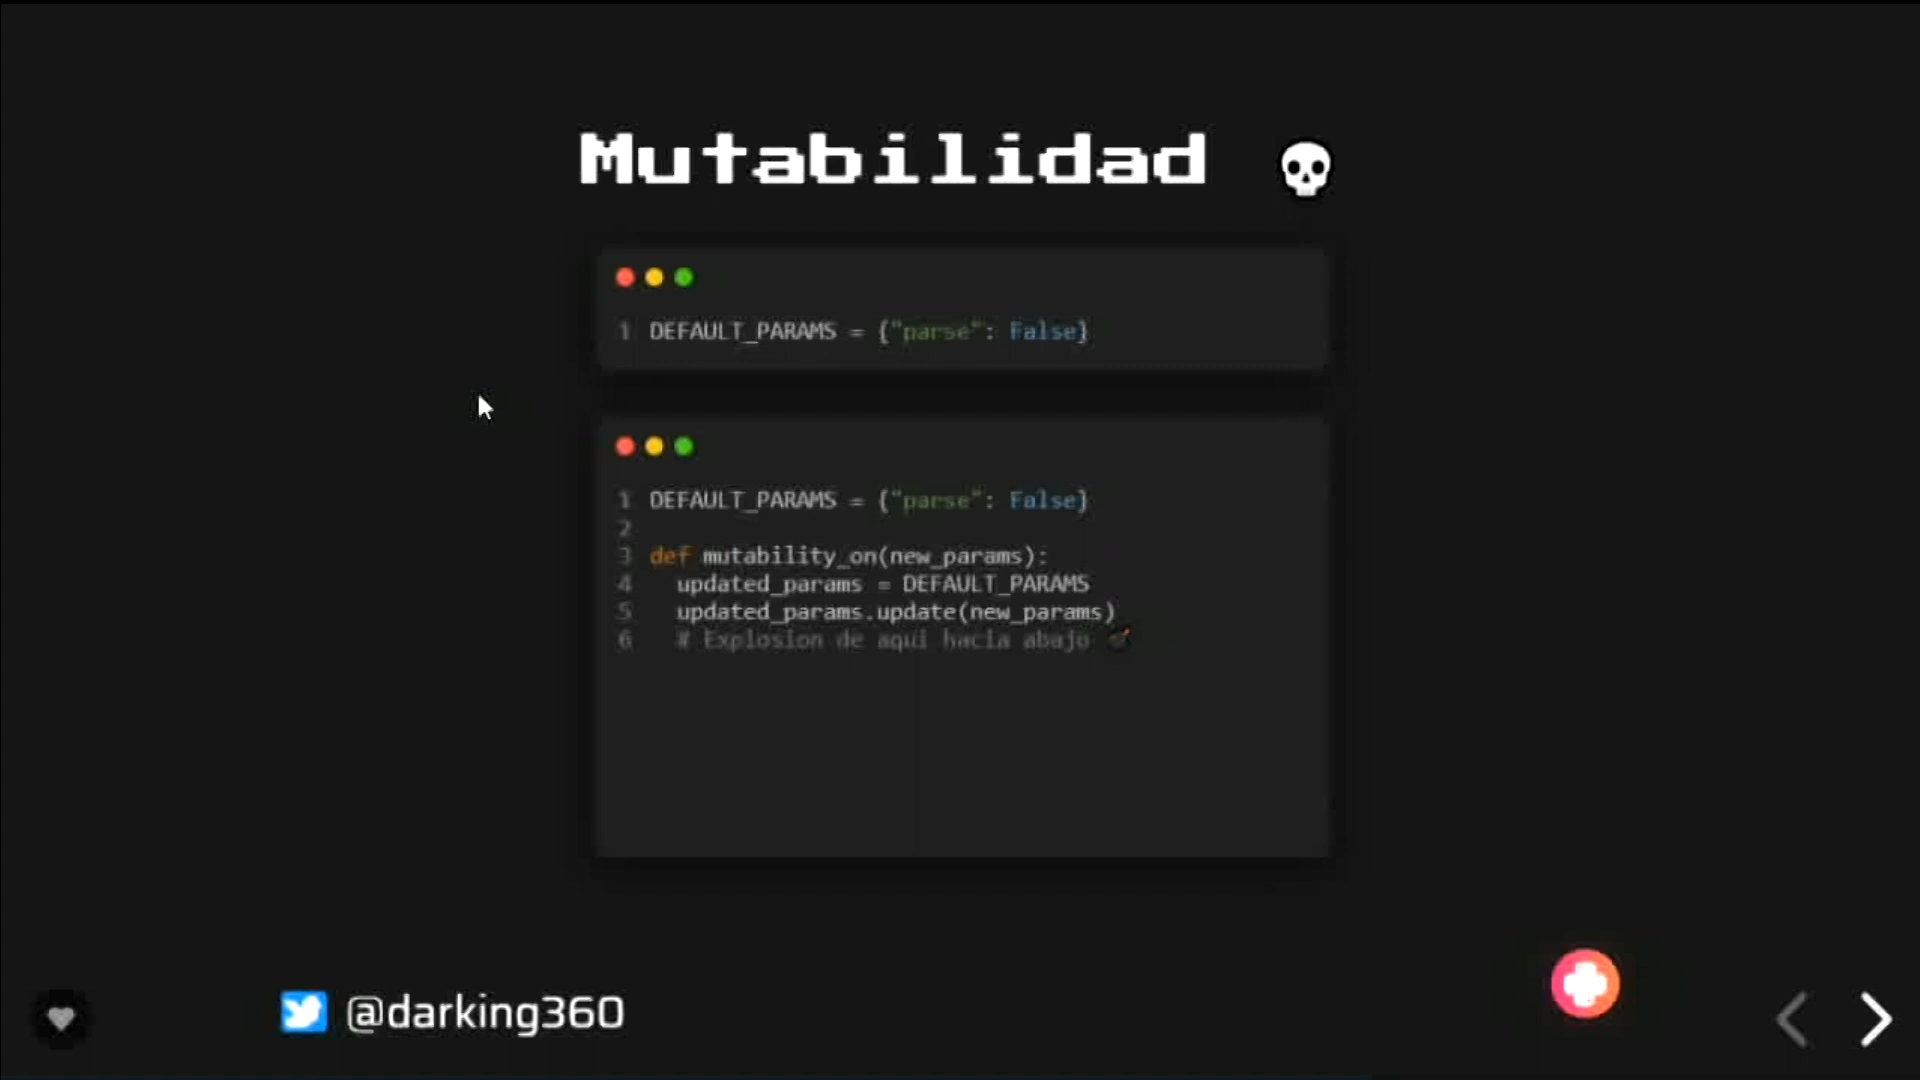 Mutabilidad 💀
1 DEFAULT_PARAMS = {"parse": False}
1 DEFAULT_PARAMS = {"parse": False}
2
3 def mutability_on(new_params):
4   updated_params = DEFAULT_PARAMS
5   updated_params.update(new_params)
6   # Explosion de aqui hacia abajo 💣
@darking360